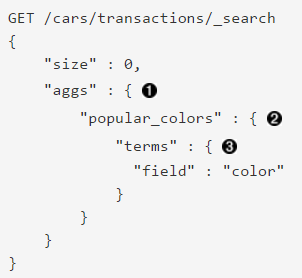 GET /cars/transactions/_search
{
    "size" : 0,
    "aggs" : { ❶
        "popular_colors" : { ❷
            "terms" : { ❸
              "field" : "color"
            }
        }
    }
}